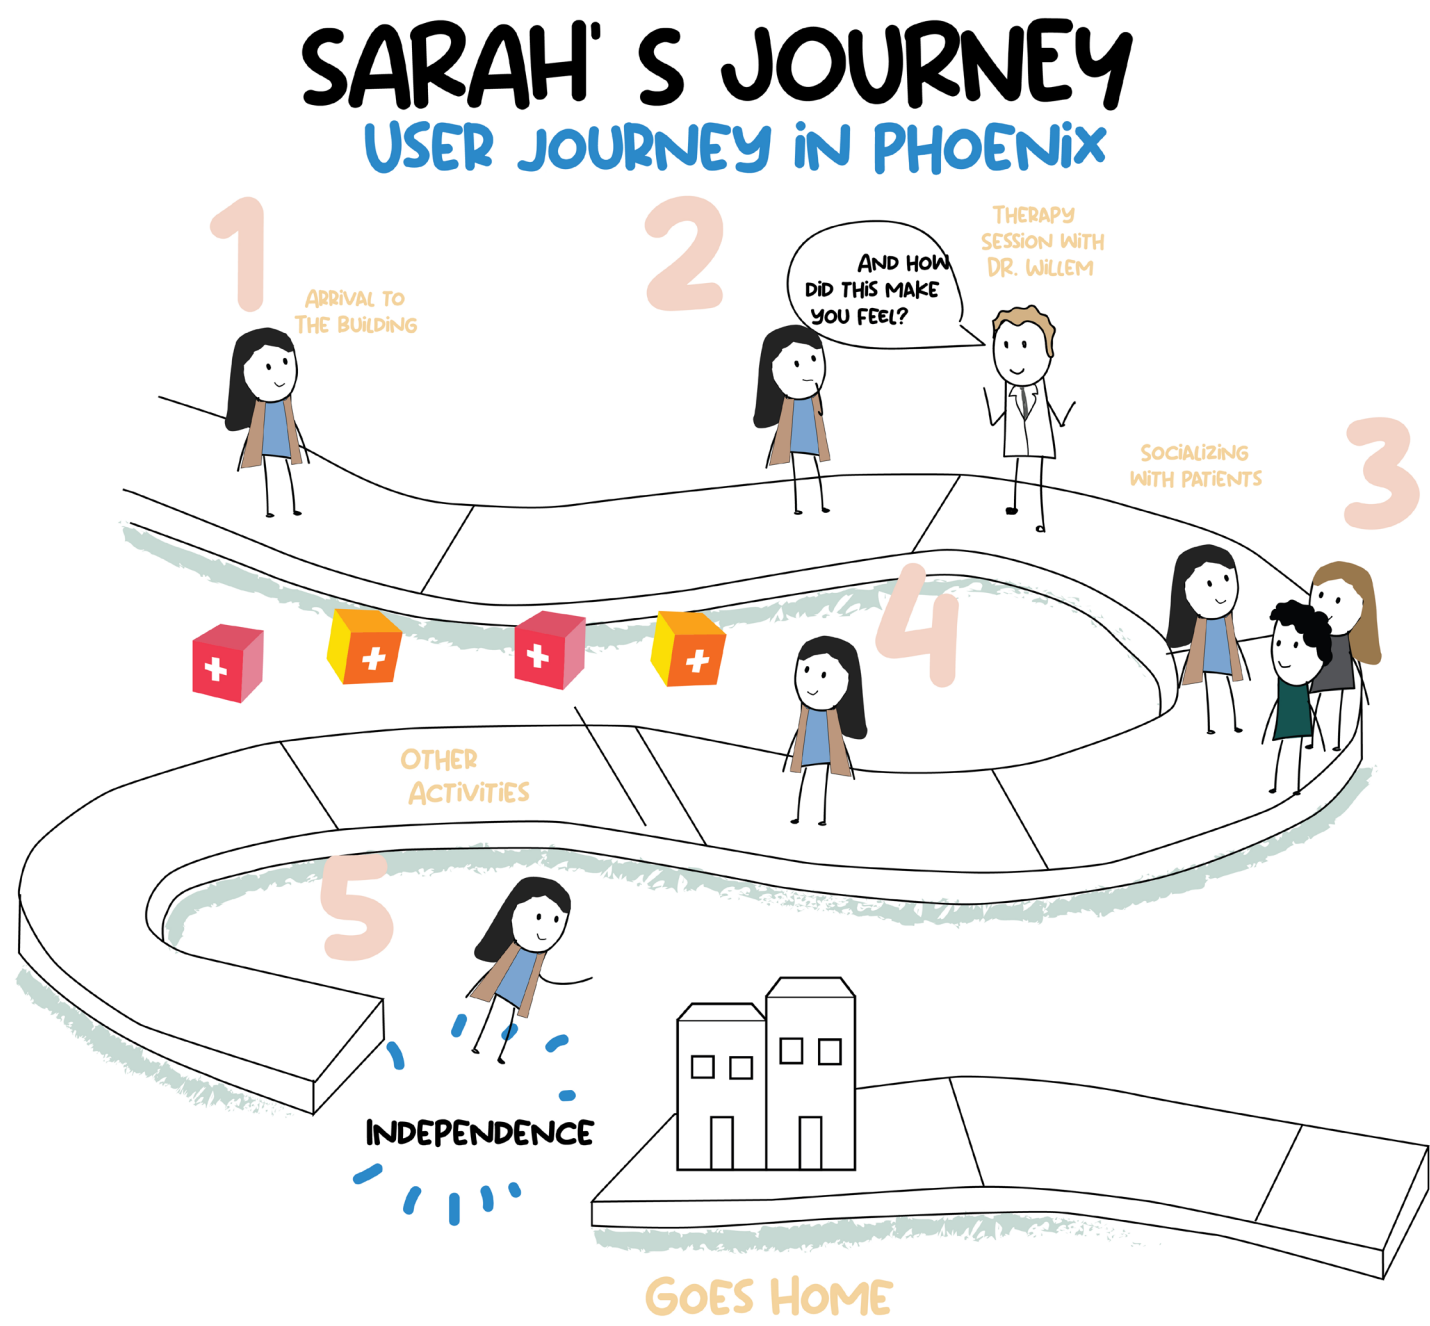 SARAH' S JOURNEY
USER JOURNEY IN PHOENIX
1
ARRIVAL TO
THE BUILDING
2
AND HOW
DID THIS MAKE
YOU FEEL?
THERAPY
SESSION WITH
DR. WILLEM
3
SOCIALIZING
WITH PATIENTS
4
OTHER
ACTIVITIES
5
INDEPENDENCE
GOES HOME